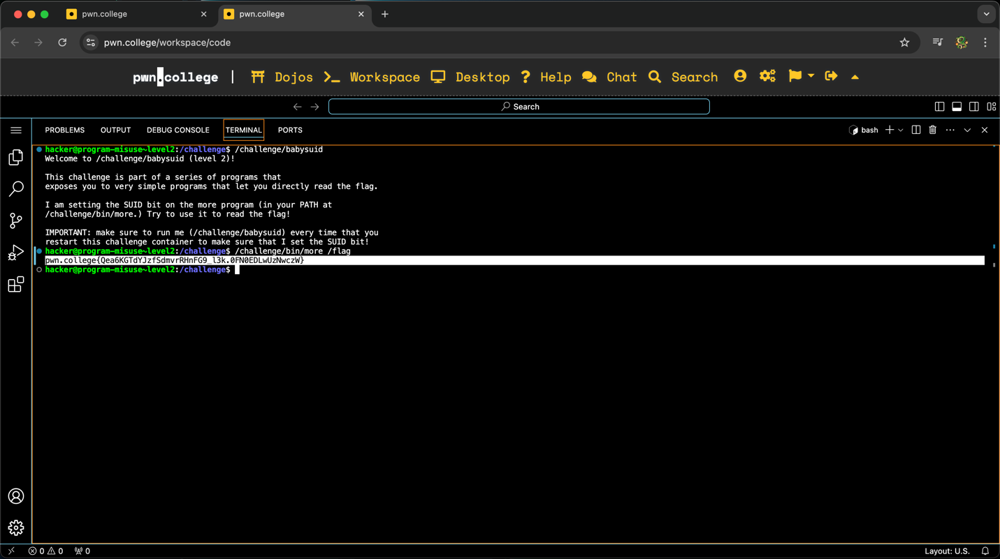 pwn.college
pwn.college
pwn.college/workspace/code
pwn.college | Dojos Workspace Desktop Help Chat Search
Search
PROBLEMS OUTPUT DEBUG CONSOLE TERMINAL PORTS bash
hacker@program-misuse~level2:/challenge$ /challenge/babysuid
Welcome to /challenge/babysuid (level 2)!
This challenge is part of a series of programs that
exposes you to very simple programs that let you directly read the flag.
I am setting the SUID bit on the more program (in your PATH at
/challenge/bin/more.) Try to use it to read the flag!
IMPORTANT: make sure to run me (/challenge/babysuid) every time that you
restart this challenge container to make sure that I set the SUID bit!
hacker@program-misuse~level2:/challenge$ /challenge/bin/more /flag
pwn.college{Qea6KGTdYJzfSdmvrRHnFG9_l3k.0FN0EDLwUzNwczW}
hacker@program-misuse~level2:/challenge$
0 0 0 Layout: U.S.